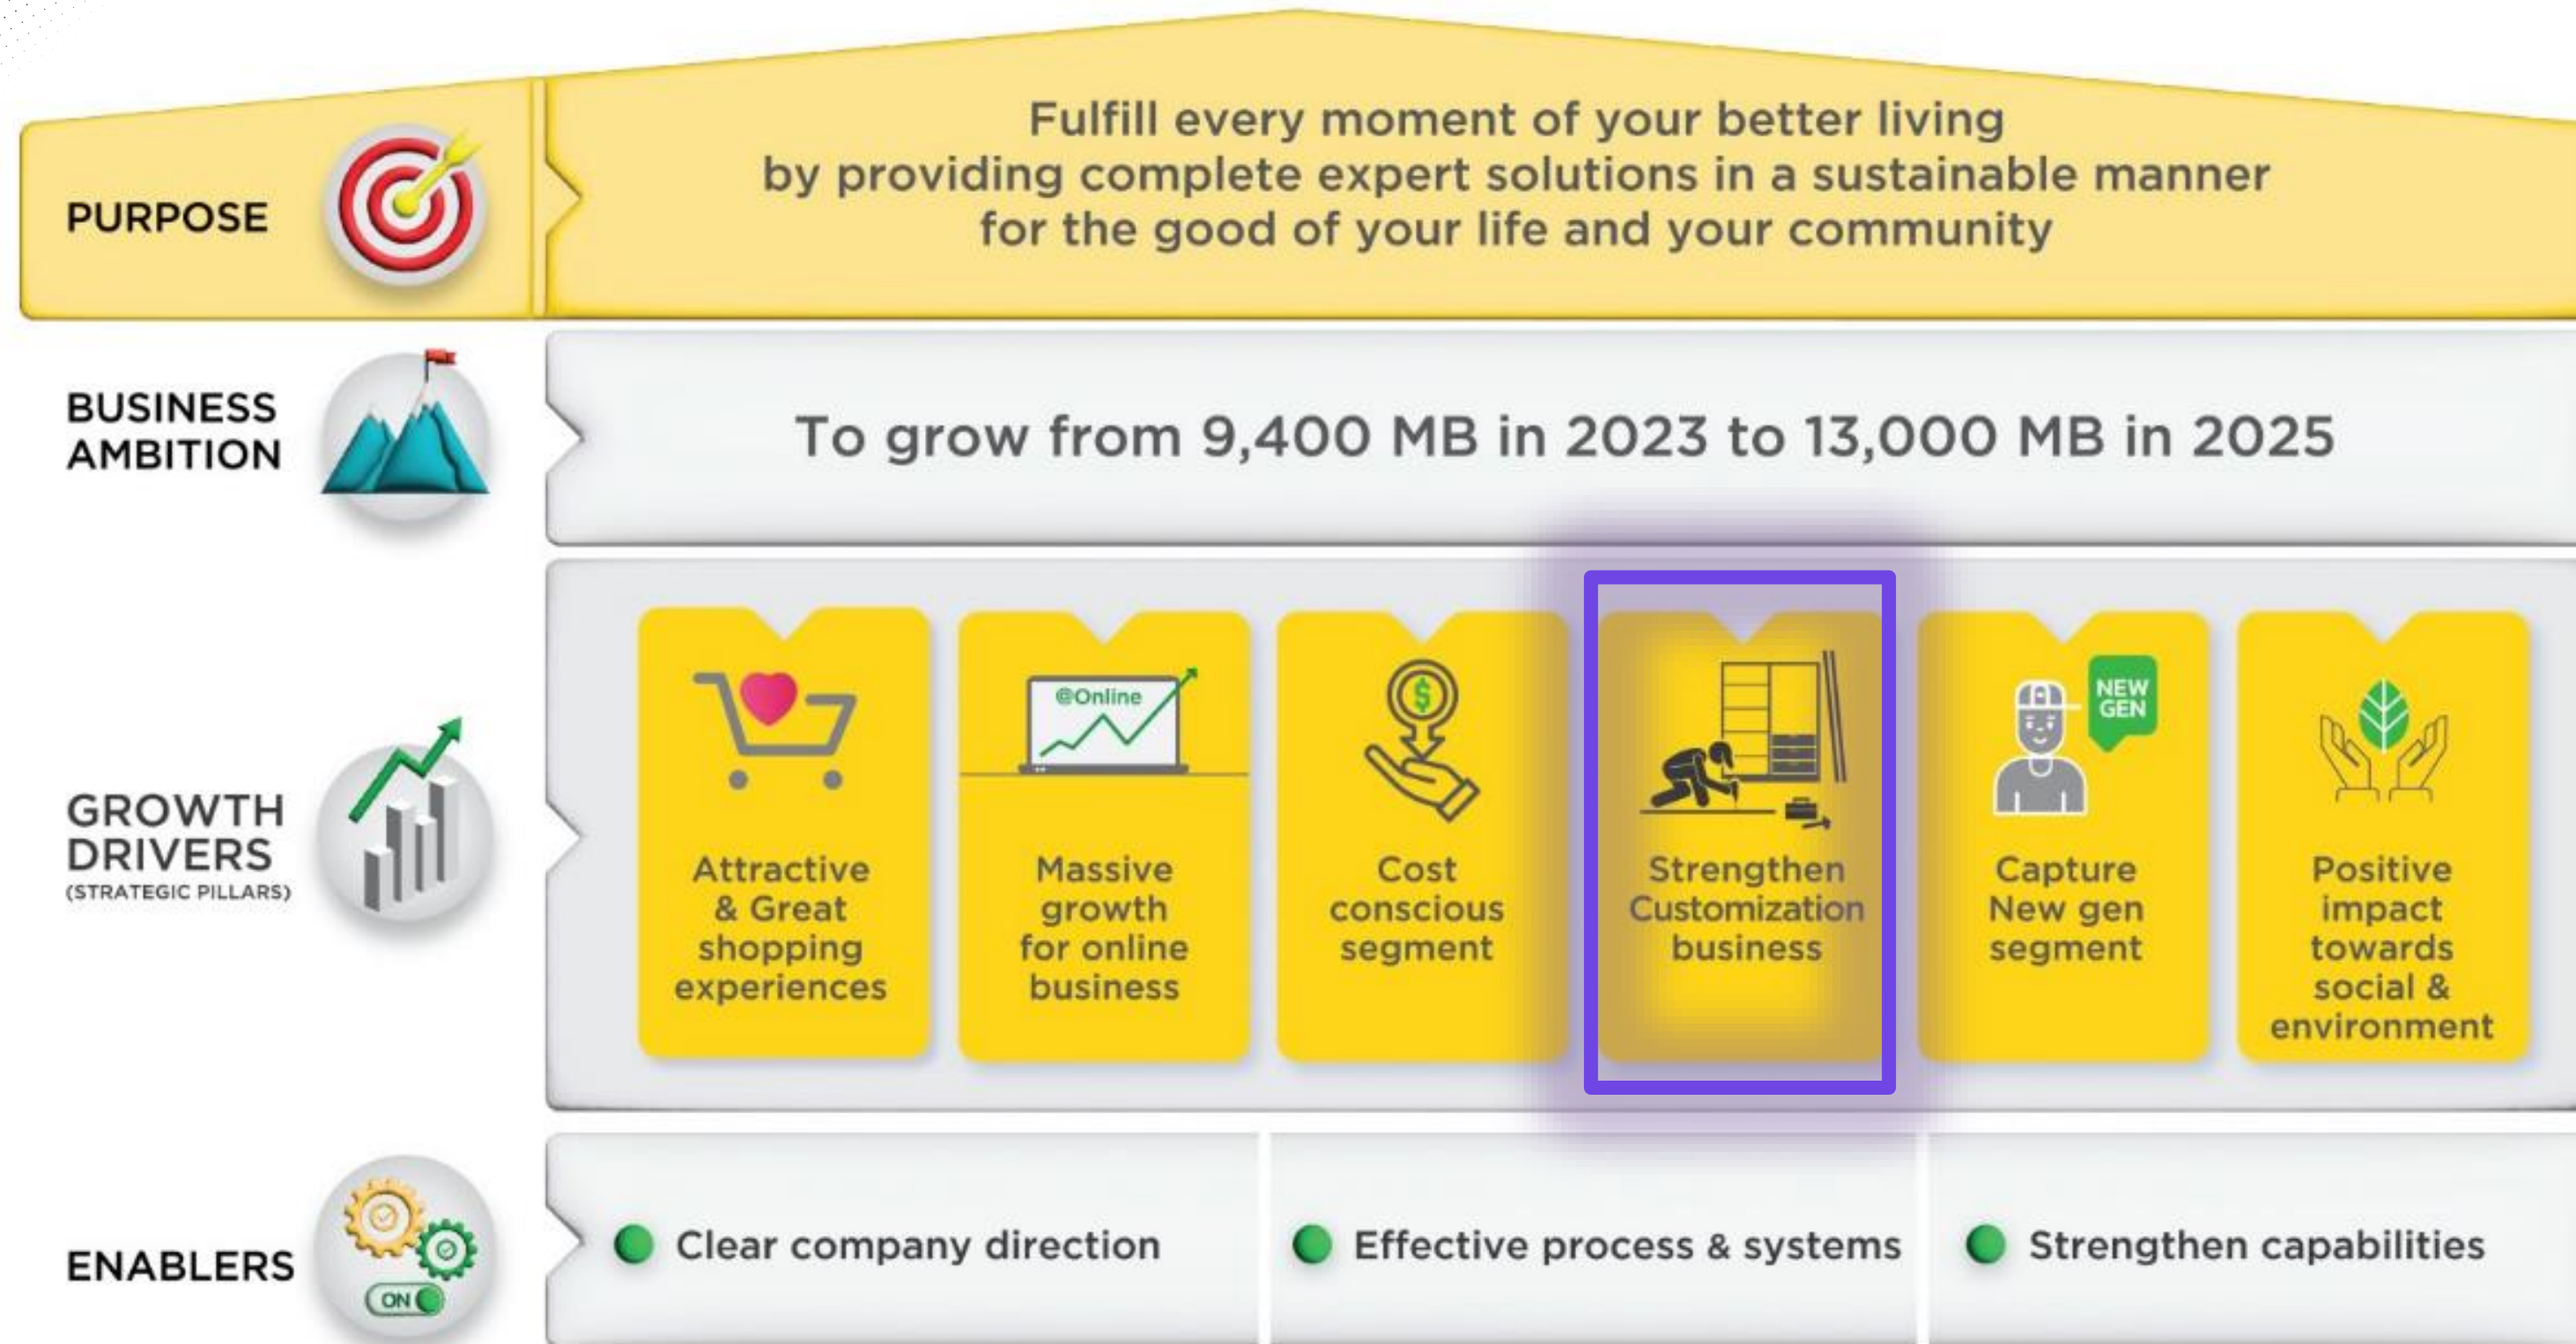 PURPOSE
Fulfill every moment of your better living
by providing complete expert solutions in a sustainable manner
for the good of your life and your community
BUSINESS
AMBITION
To grow from 9,400 MB in 2023 to 13,000 MB in 2025
GROWTH
DRIVERS
(STRATEGIC PILLARS)
Attractive
& Great
shopping
experiences
@Online
Massive
growth
for online
business
$
Cost
conscious
segment
Strengthen
Customization
business
NEW
GEN
Capture
New gen
segment
Positive
impact
towards
social &
environment
ENABLERS
ON
Clear company direction
Effective process & systems
Strengthen capabilities